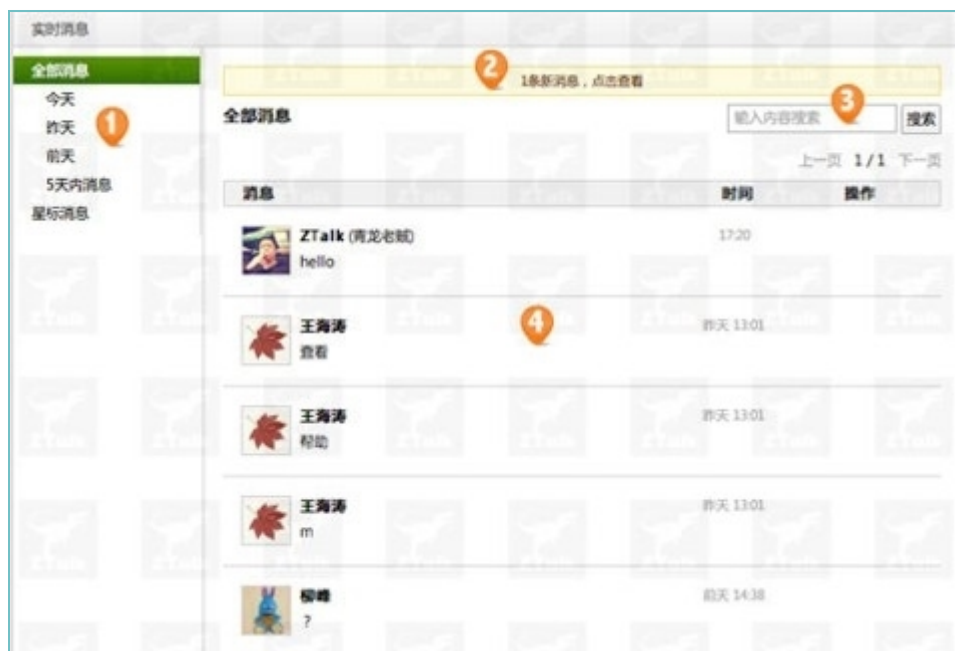 实时消息
全部消息
今天
昨天
前天
5天内消息
星标消息
1
2
1条新消息，点击查看
全部消息
输入内容搜索
3
搜索
上一页 1/1 下一页
消息 时间 操作
ZTalk (青龙老贼) 17:20
hello
4
王海涛 昨天 13:01
查看
王海涛 昨天 13:01
帮助
王海涛 昨天 13:01
m
柳峰 前天 14:38
?
ZTalk